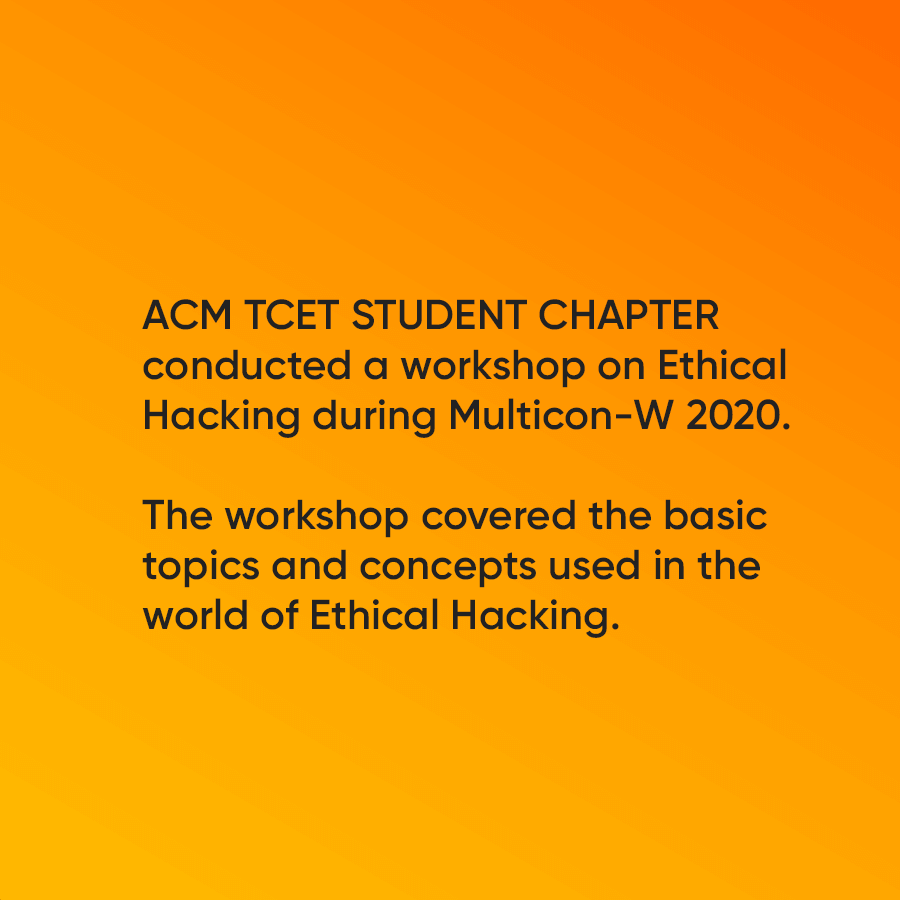 ACM TCET STUDENT CHAPTER
conducted a workshop on Ethical
Hacking during Multicon-W 2020.
The workshop covered the basic
topics and concepts used in the
world of Ethical Hacking.